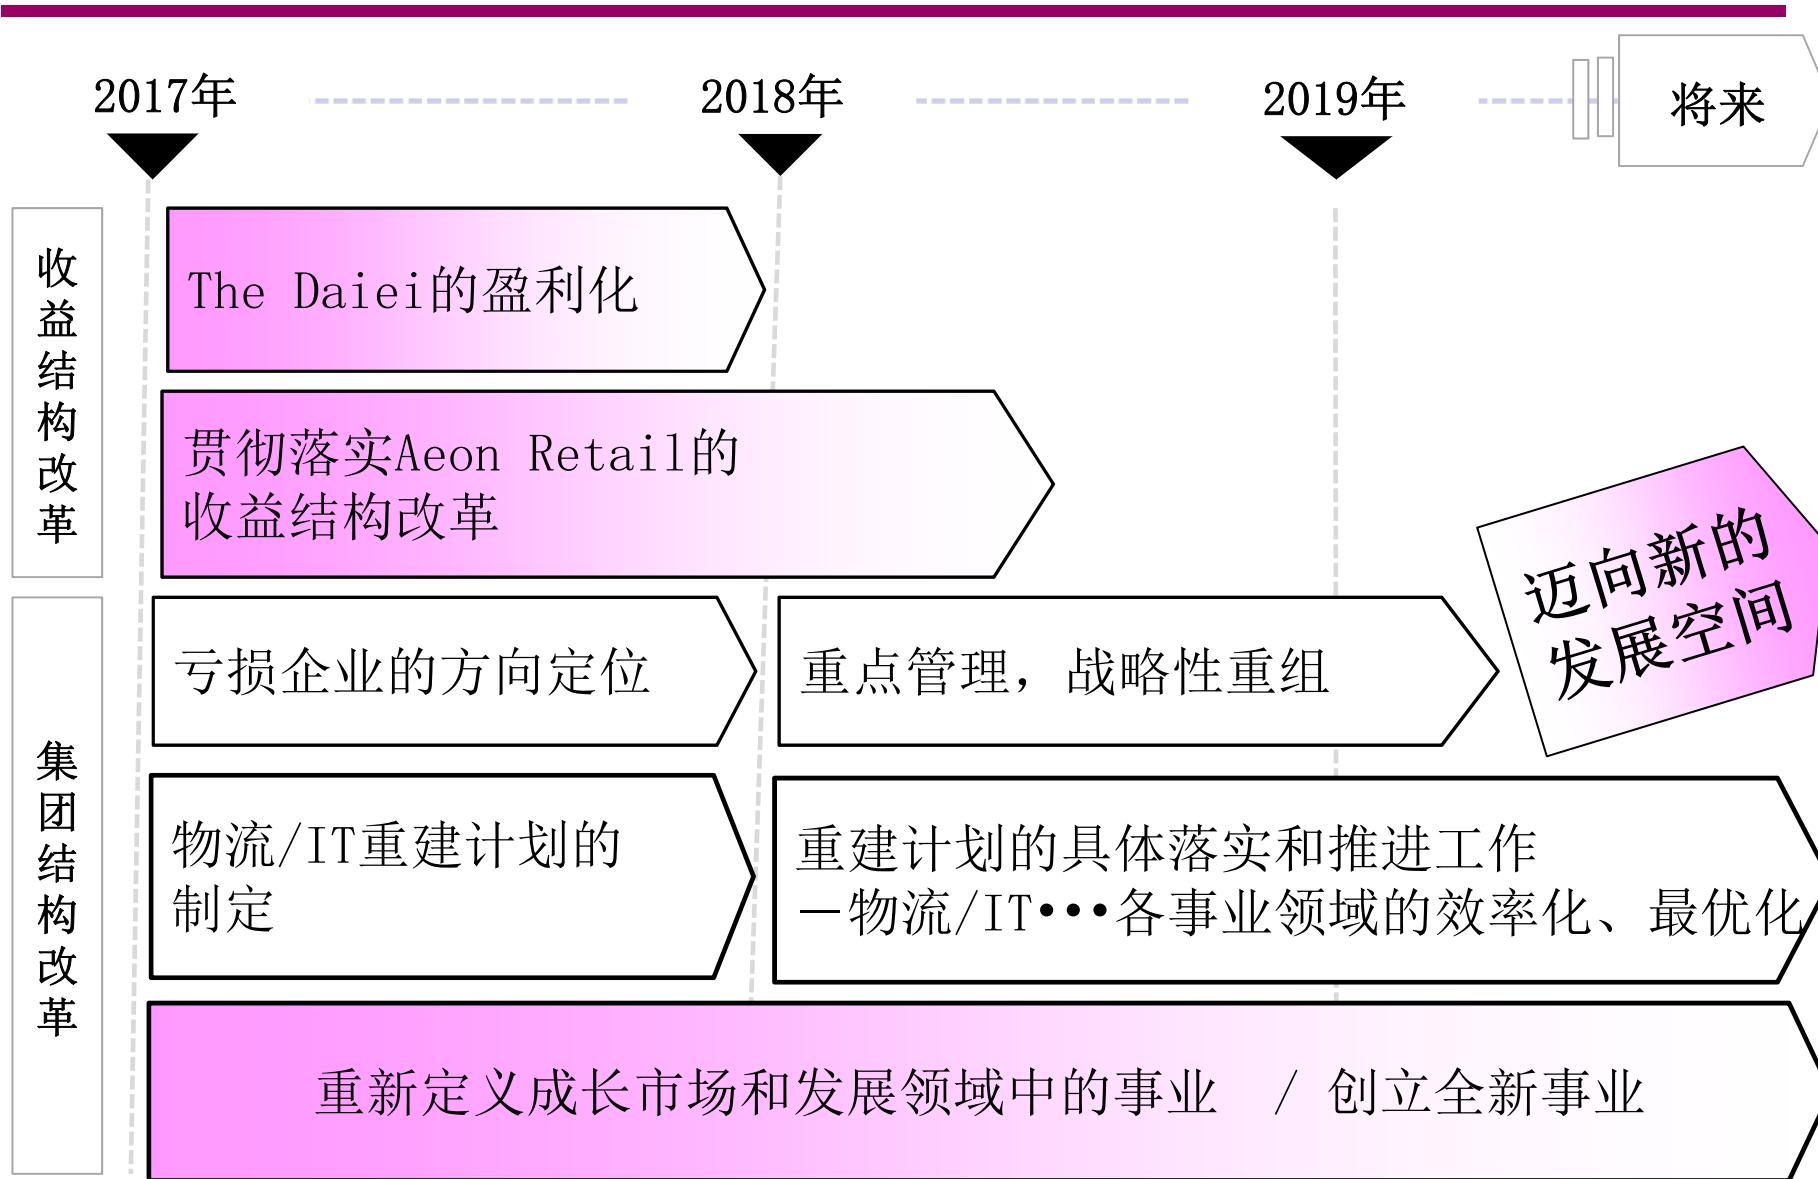 2017年
2018年
2019年
将来
收益结构改革
The Daiei的盈利化
贯彻落实Aeon Retail的
收益结构改革
集团结构改革
亏损企业的方向定位
重点管理，战略性重组
迈向新的
发展空间
物流/IT重建计划的
制定
重建计划的具体落实和推进工作
—物流/IT•••各事业领域的效率化、最优化
重新定义成长市场和发展领域中的事业 / 创立全新事业